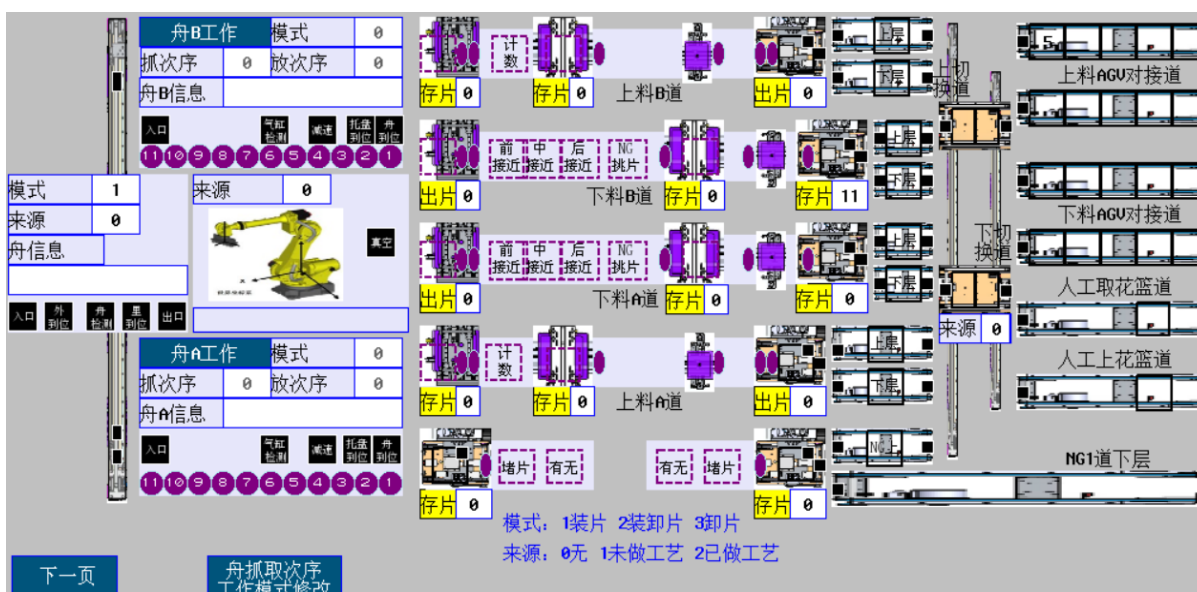 舟B工作 模式 0
抓次序 0 放次序 0
舟B信息
入口 气缸检测 减速 托盘到位 舟到位
11 10 9 8 7 6 5 4 3 2 1
模式 1
来源 0
舟信息
入口 外到位 舟检测 里到位 出口
来源 0
真空
舟A工作 模式 0
抓次序 0 放次序 0
舟A信息
入口 气缸检测 减速 托盘到位 舟到位
11 10 9 8 7 6 5 4 3 2 1
计数
存片 0 存片 0 上料B道 出片 0
上层
下层
前接近 中接近 后接近 NG挑片
出片 0 下料B道 存片 0 存片 11
上层
下层
前接近 中接近 后接近 NG挑片
出片 0 下料A道 存片 0 存片 0
上层
下层
计数
存片 0 存片 0 上料A道 出片 0
上层
下层
堵片 有无 有无 堵片
存片 0 存片 0
上切换道
下切换道
来源 0
5
上料AGV对接道
下料AGV对接道
人工取花篮道
人工上花篮道
NG1道下层
模式：1装片 2装卸片 3卸片
来源：0无 1未做工艺 2已做工艺
下一页
舟抓取次序
工作模式修改